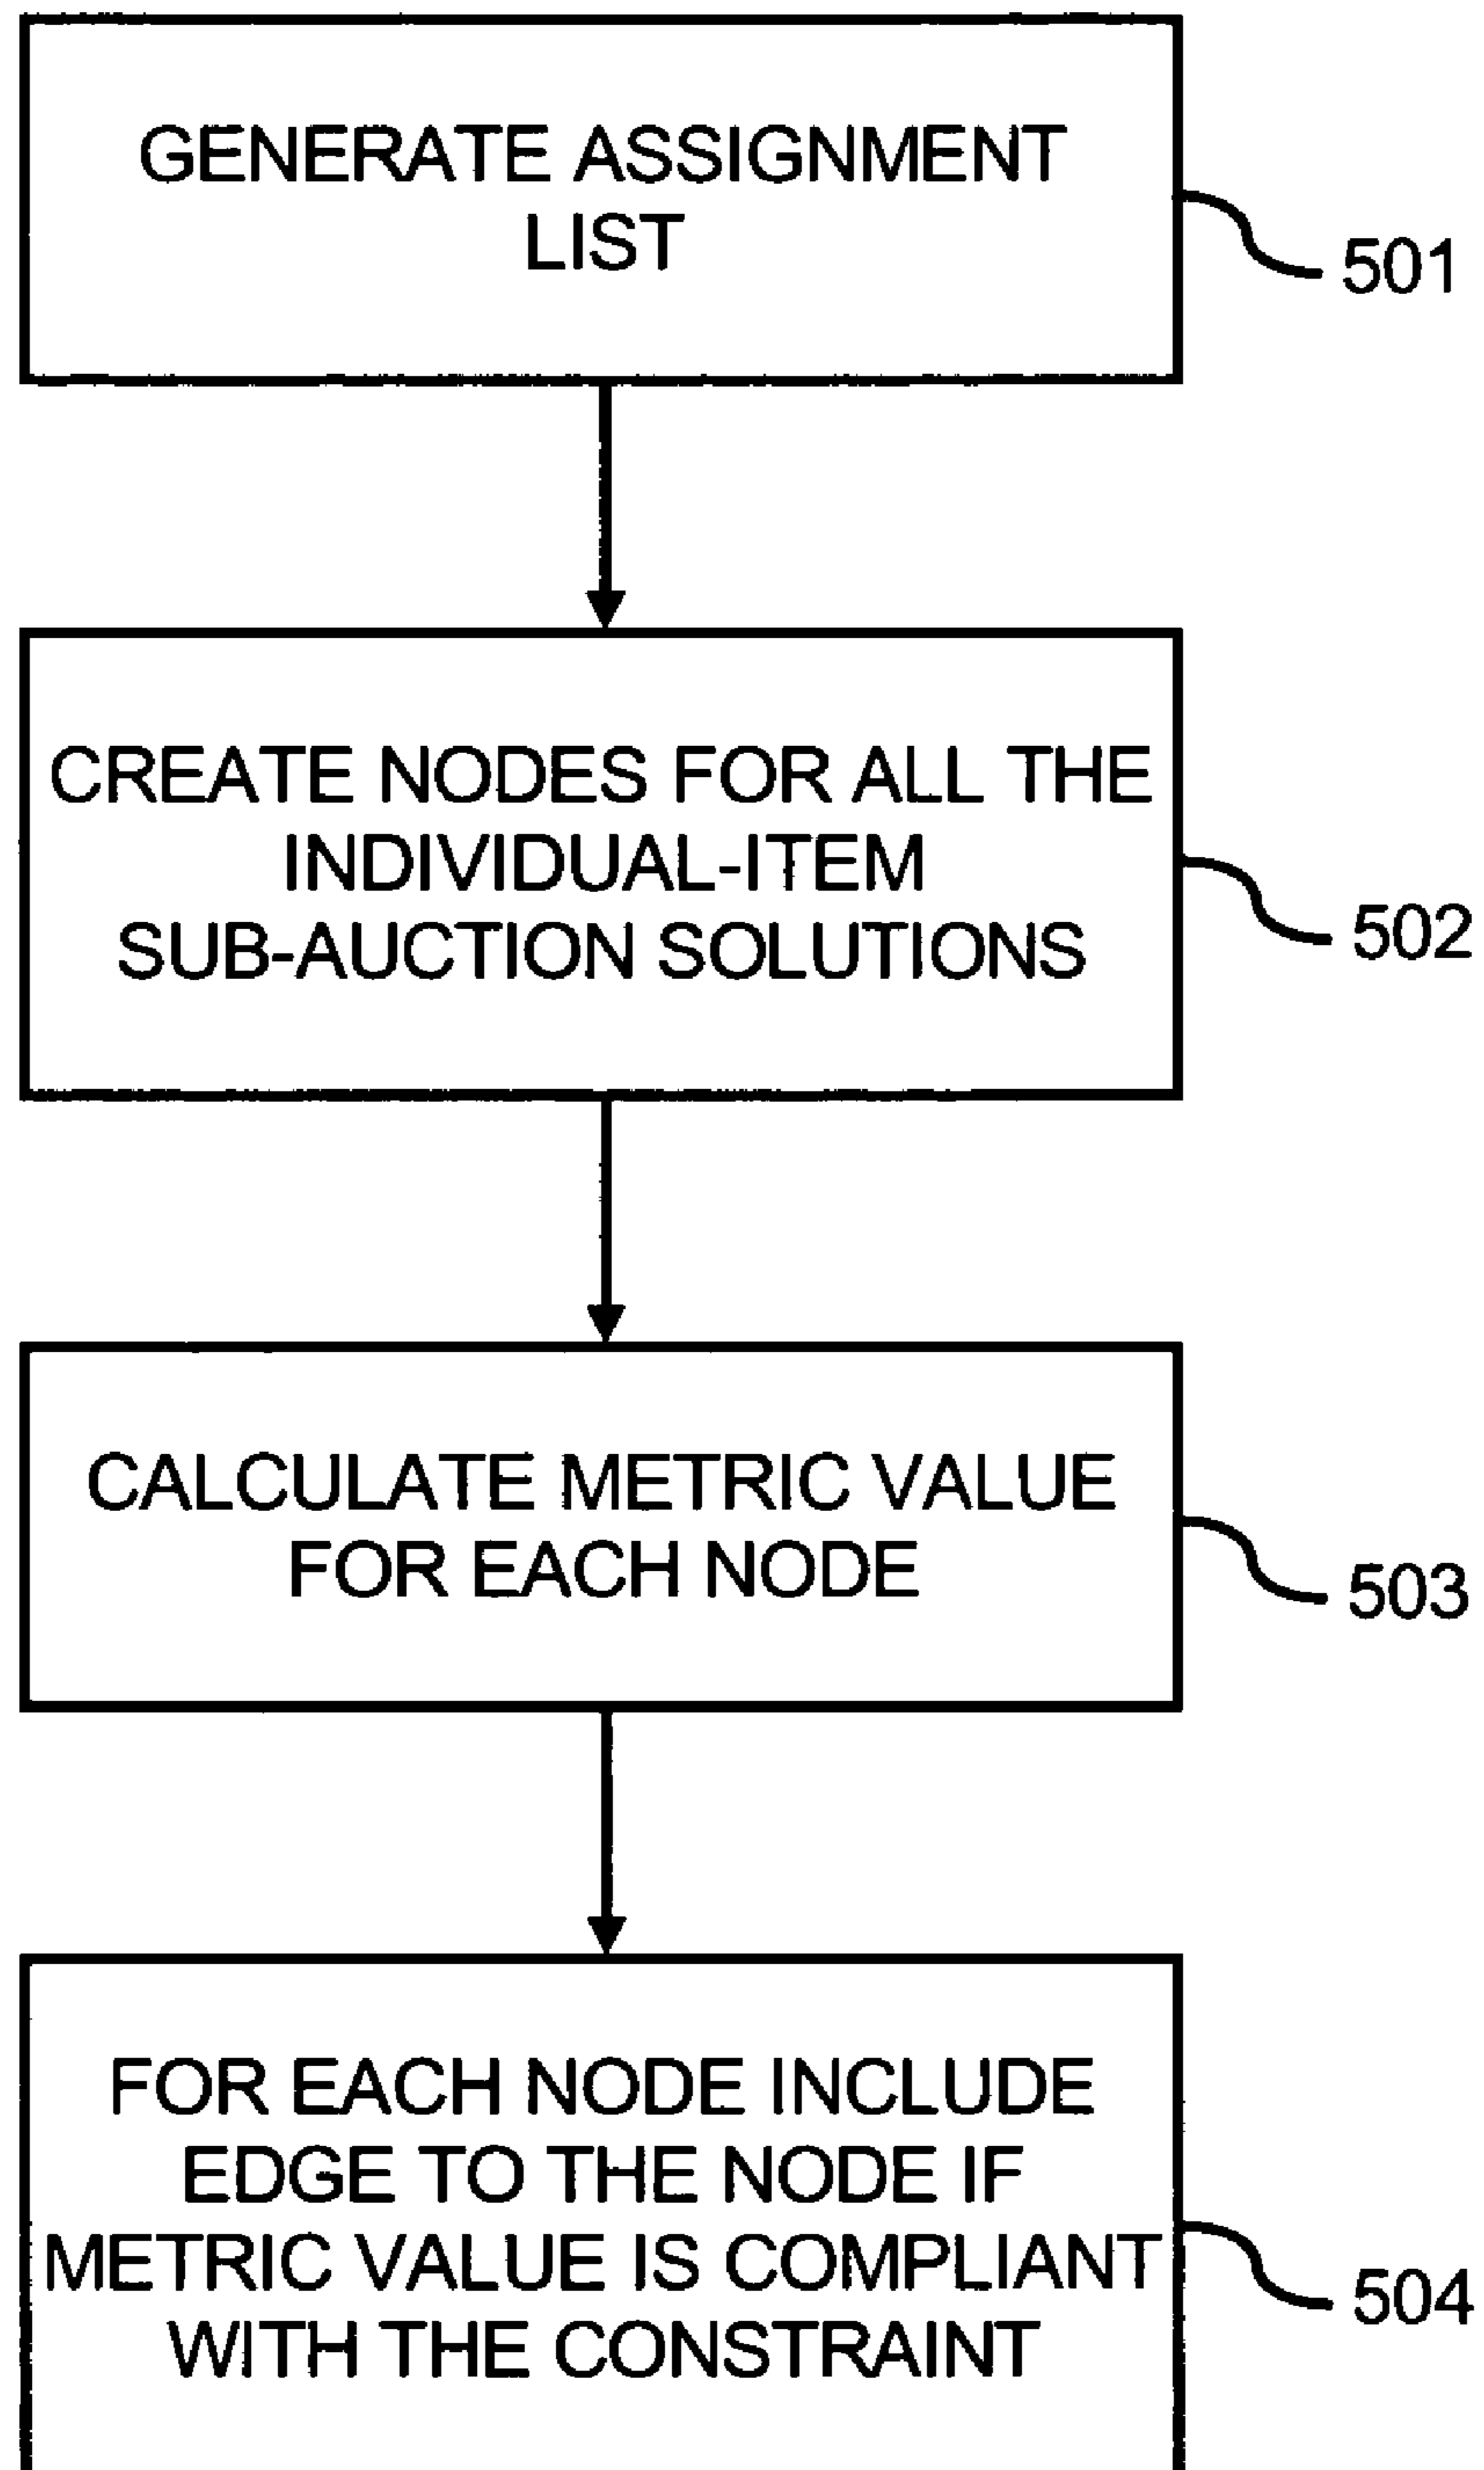 GENERATE ASSIGNMENT
LIST
501
CREATE NODES FOR ALL THE
INDIVIDUAL-ITEM
SUB-AUCTION SOLUTIONS
502
CALCULATE METRIC VALUE
FOR EACH NODE
503
FOR EACH NODE INCLUDE
EDGE TO THE NODE IF
METRIC VALUE IS COMPLIANT
WITH THE CONSTRAINT
504